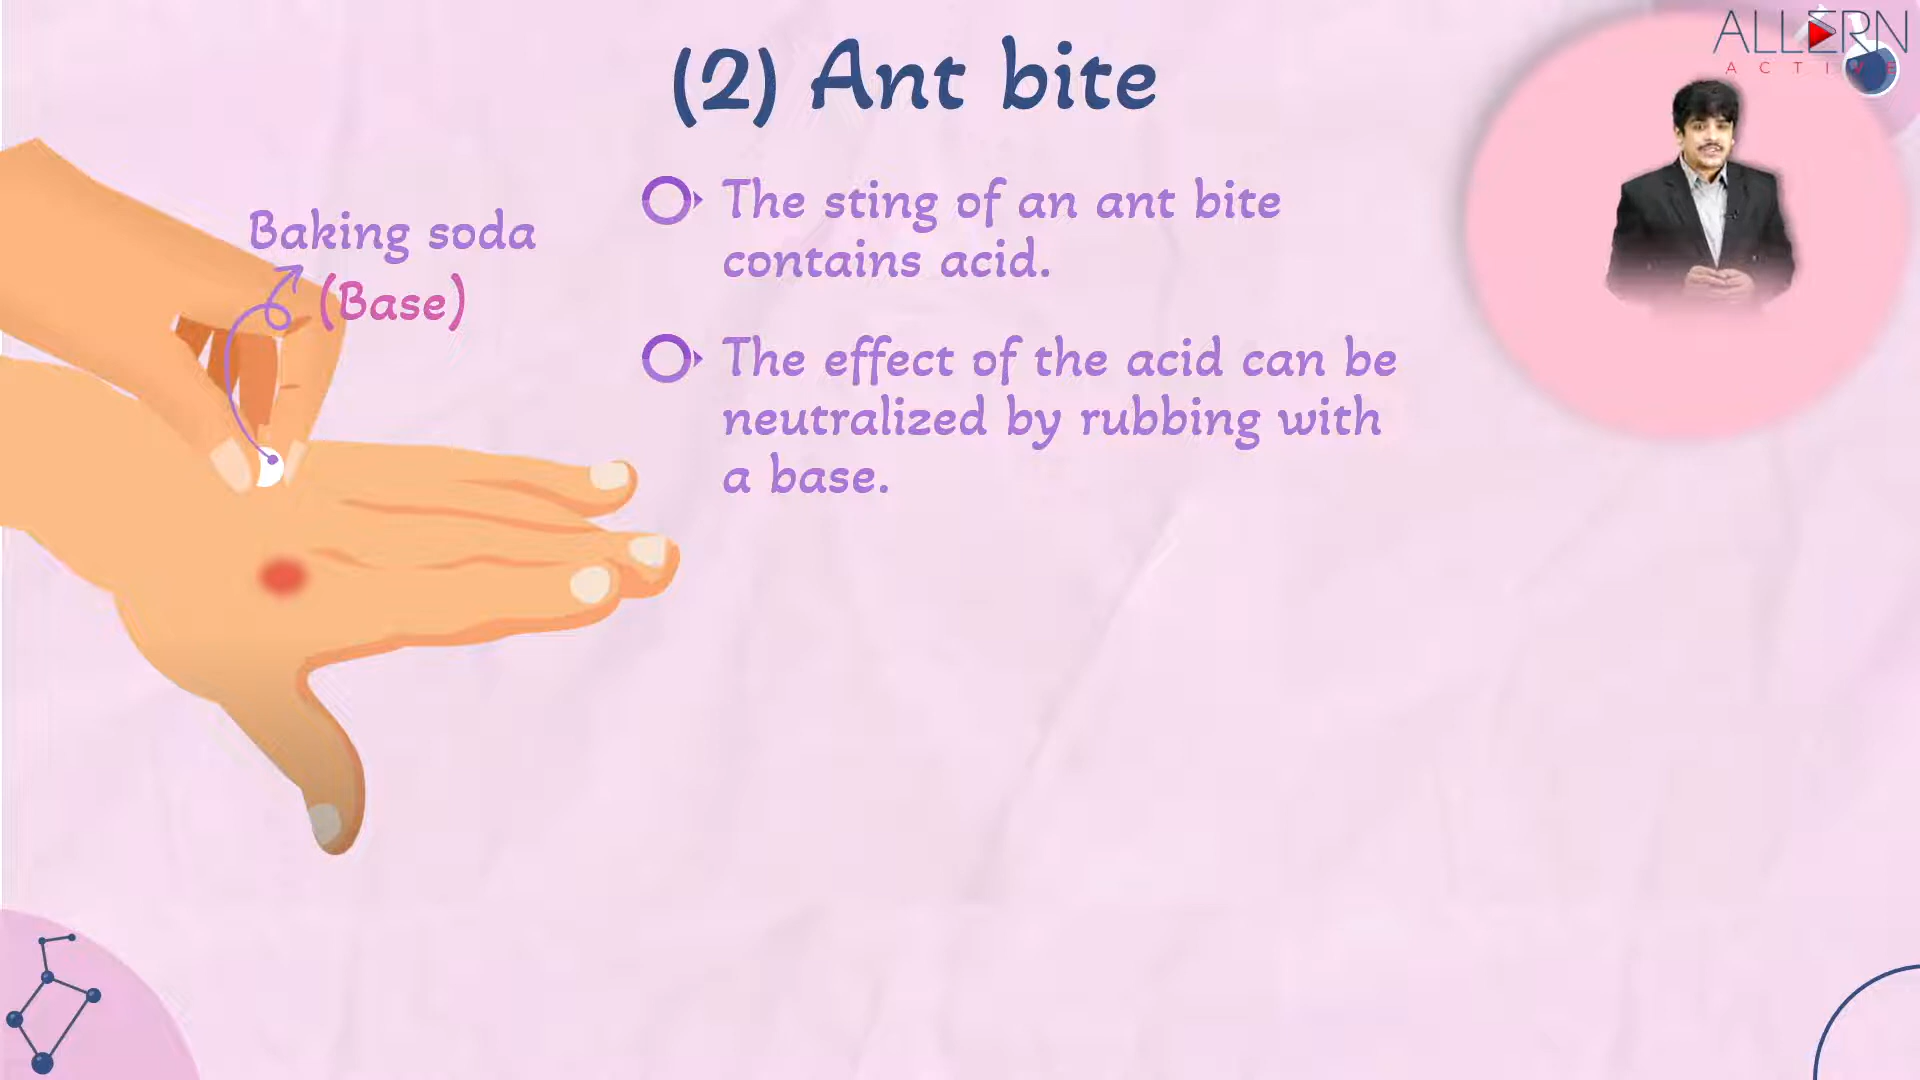 ALLERN
ACTIVE
(2) Ant bite
The sting of an ant bite
contains acid.
The effect of the acid can be
neutralized by rubbing with
a base.
Baking soda
(Base)